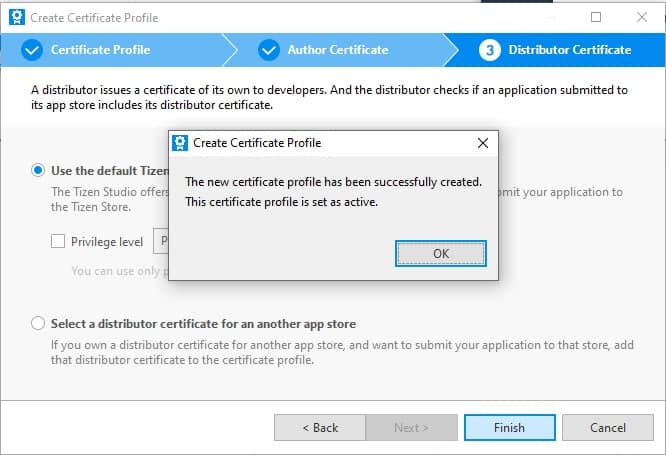 Create Certificate Profile
Certificate Profile
Author Certificate
3 Distributor Certificate
A distributor issues a certificate of its own to developers. And the distributor checks if an application submitted to
its app store includes its distributor certificate.
Use the default Tizen
The Tizen Studio offers
mit your application to
the Tizen Store.
Privilege level
P
You can use only p
Create Certificate Profile
The new certificate profile has been successfully created.
This certificate profile is set as active.
OK
Select a distributor certificate for an another app store
If you own a distributor certificate for another app store, and want to submit your application to that store, add
that distributor certificate to the certificate profile.
< Back
Next >
Finish
Cancel